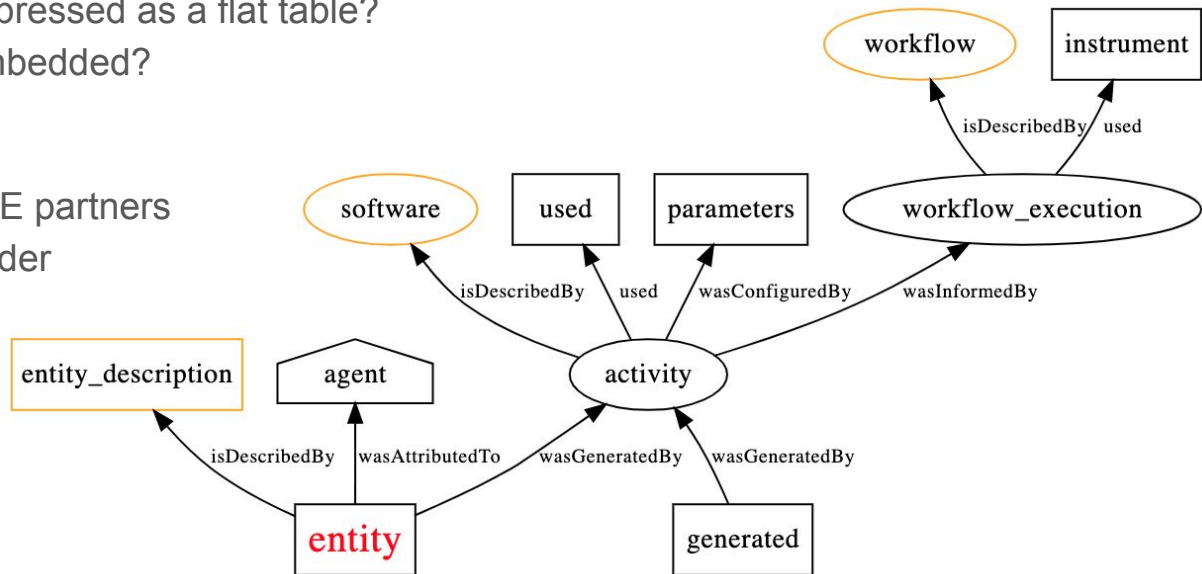 pressed as a flat table?
nbedded?
E partners
der
workflow
instrument
isDescribedBy
used
software
used
parameters
workflow_execution
isDescribedBy
used
wasConfiguredBy
wasInformedBy
entity_description
agent
activity
isDescribedBy
wasAttributedTo
wasGeneratedBy
wasGeneratedBy
entity
generated